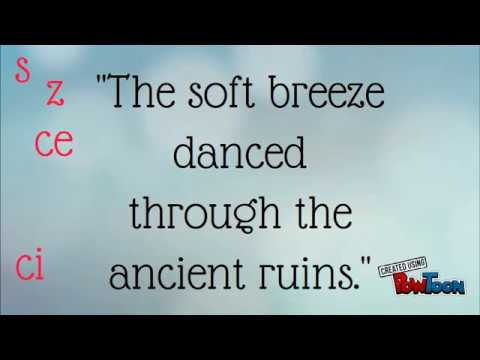 s
z
ce
ci
"The soft breeze
danced
through the
ancient ruins."
CREATED USING
POWTOON